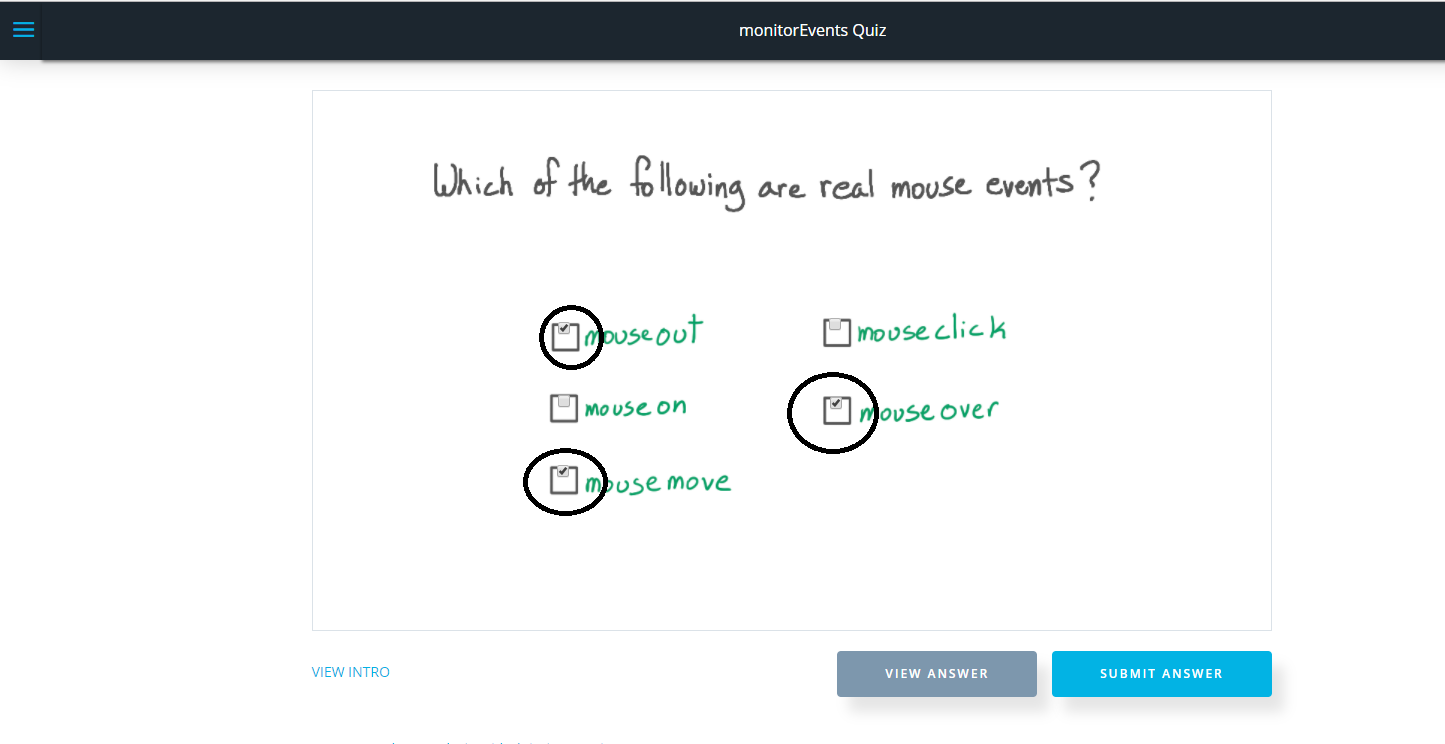 monitorEvents Quiz
Which of the following are real mouse events?
mouseout
mouseclick
mouseon
mouseover
mousemove
VIEW INTRO
VIEW ANSWER
SUBMIT ANSWER